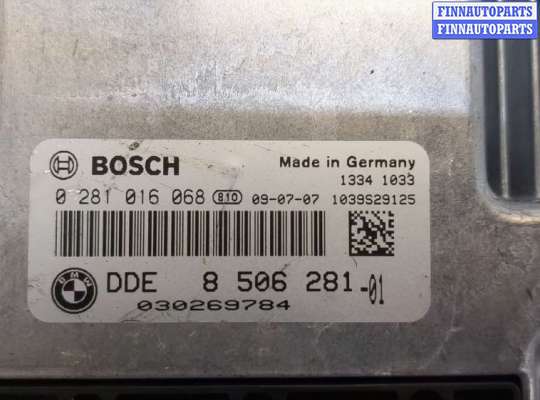 FINNAUTOPARTS
FINNAUTOPARTS
BOSCH
Made in Germany
1334 1033
0 281 016 068 810 09-07-07 1039S29125
BMW
DDE 8 506 281-01
030269784